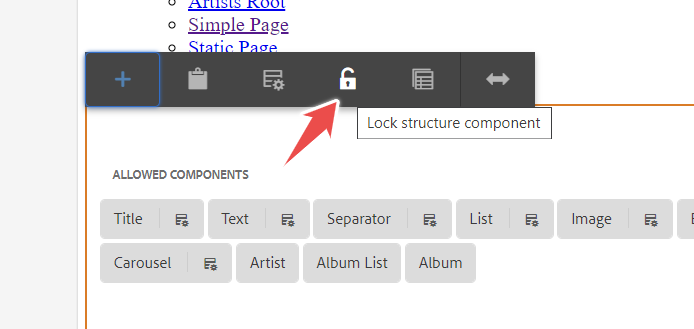 Artists Root
Simple Page
Static Page
Lock structure component
ALLOWED COMPONENTS
Title Text Separator List Image
Carousel Artist Album List Album